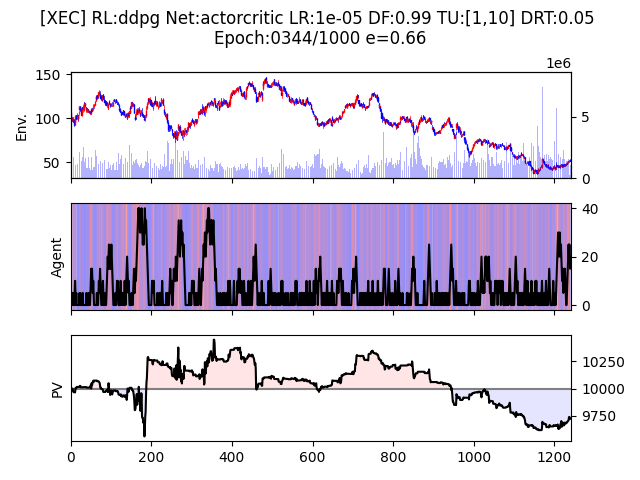 [XEC] RL:ddpg Net:actorcritic LR:1e-05 DF:0.99 TU:[1,10] DRT:0.05
Epoch:0344/1000 e=0.66
1e6
150
100
50
Env.
5
0
Agent
40
20
0
PV
10250
10000
9750
0 200 400 600 800 1000 1200